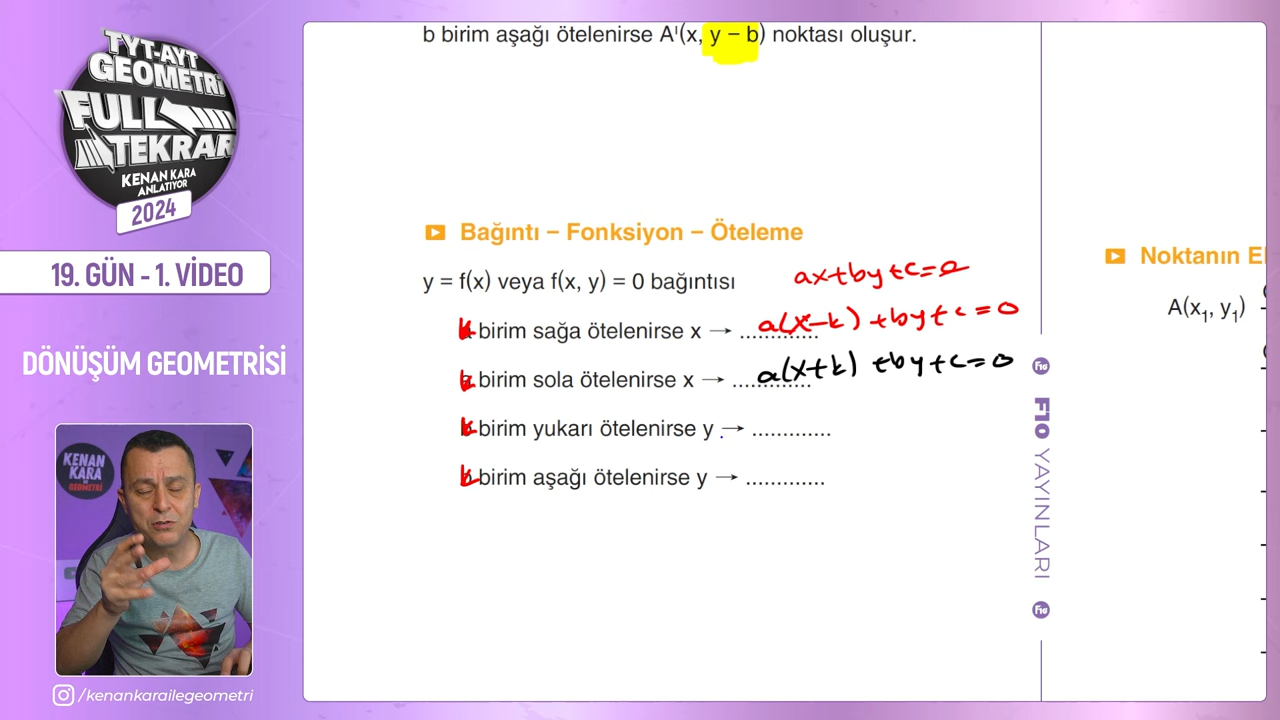 TYT-AYT
GEOMETRİ
FULL
TEKRAR
KENAN KARA
ANLATIYOR
2024
19. GÜN - 1. VİDEO
DÖNÜŞÜM GEOMETRİSİ
KENAN
KARA
GEOMETRİ
/kenankarailegeometri
b birim aşağı ötelenirse A'(x, y – b) noktası oluşur.
Bağıntı – Fonksiyon – Öteleme
y = f(x) veya f(x, y) = 0 bağıntısı
ax+by+c=0
k birim sağa ötelenirse x → ............. a(x-k) +by+c=0
k birim sola ötelenirse x → ............. a(x+k) +by+c=0
k birim yukarı ötelenirse y → .............
k birim aşağı ötelenirse y → .............
F10
F10 YAYINLARI
F10
Noktanın
A(x₁, y₁)